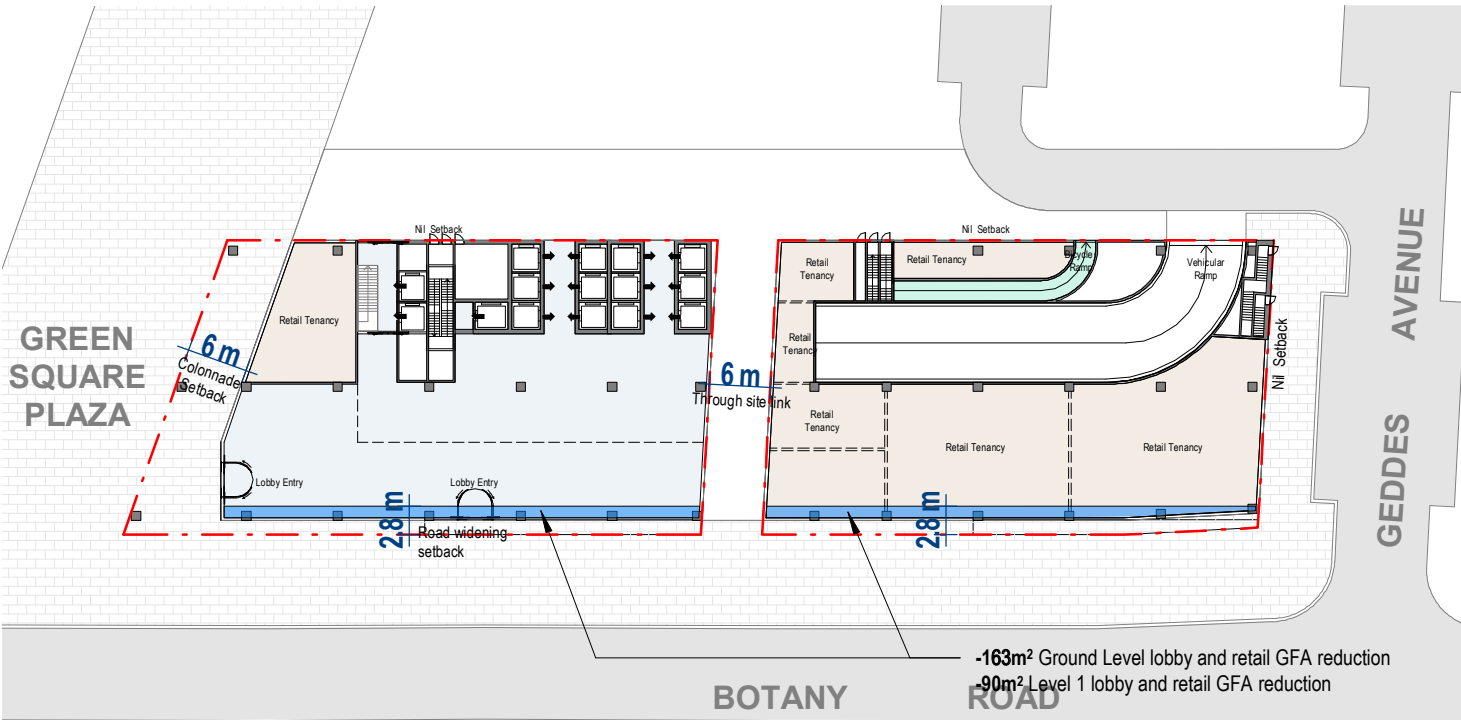 GREEN
SQUARE
PLAZA
6 m
Colonnade
Setback
Nil Setback
Retail Tenancy
Lobby Entry
Lobby Entry
2.8 m
Road widening
setback
6 m
Through site link
Nil Setback
Retail
Tenancy
Retail Tenancy
Bicycle
Ramp
Vehicular
Ramp
Retail
Tenancy
Retail
Tenancy
Retail Tenancy
Retail Tenancy
Nil Setback
2.8 m
GEDDES AVENUE
-163m² Ground Level lobby and retail GFA reduction
-90m² Level 1 lobby and retail GFA reduction
BOTANY ROAD